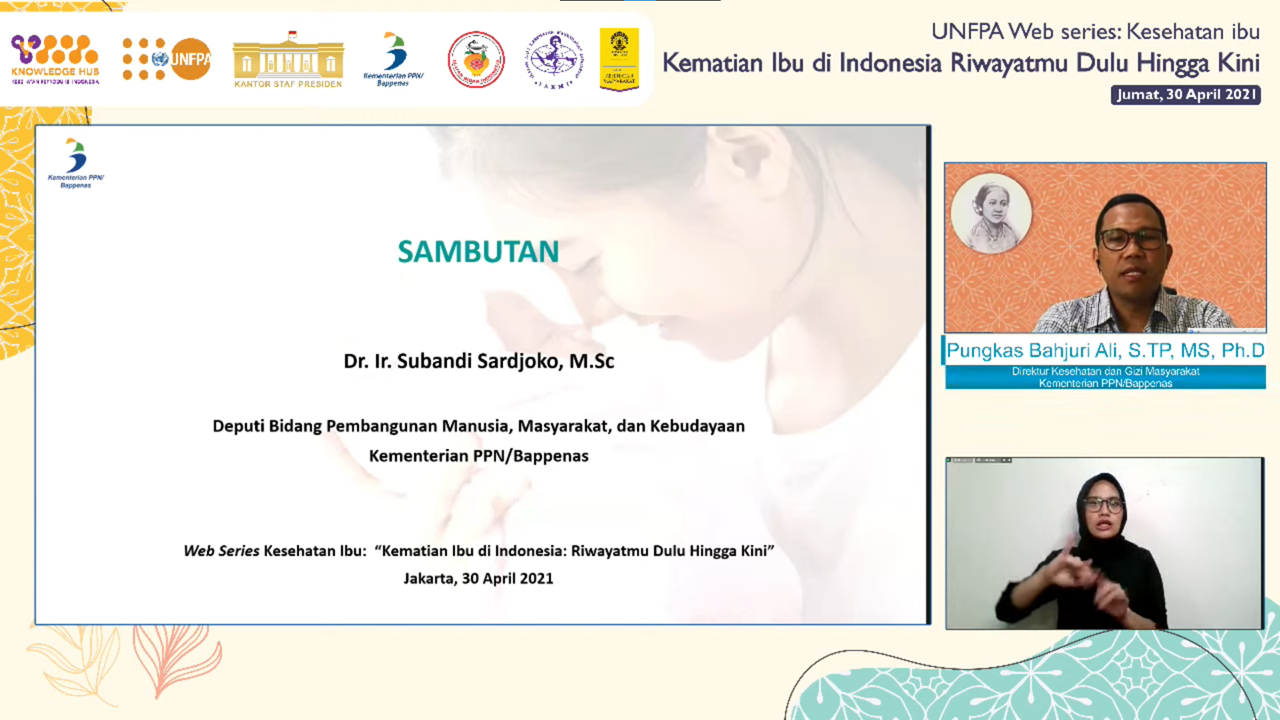 KNOWLEDGE HUB
KESEHATAN REPRODUKSI INDONESIA
UNFPA
KANTOR STAF PRESIDEN
Kementerian PPN/
Bappenas
UNFPA Web series: Kesehatan ibu
Kematian Ibu di Indonesia Riwayatmu Dulu Hingga Kini
Jumat, 30 April 2021
Kementerian PPN/
Bappenas
SAMBUTAN
Dr. Ir. Subandi Sardjoko, M.Sc
Deputi Bidang Pembangunan Manusia, Masyarakat, dan Kebudayaan
Kementerian PPN/Bappenas
Web Series Kesehatan Ibu: “Kematian Ibu di Indonesia: Riwayatmu Dulu Hingga Kini”
Jakarta, 30 April 2021
Pungkas Bahjuri Ali, S.TP, MS, Ph.D
Direktur Kesehatan dan Gizi Masyarakat
Kementerian PPN/Bappenas